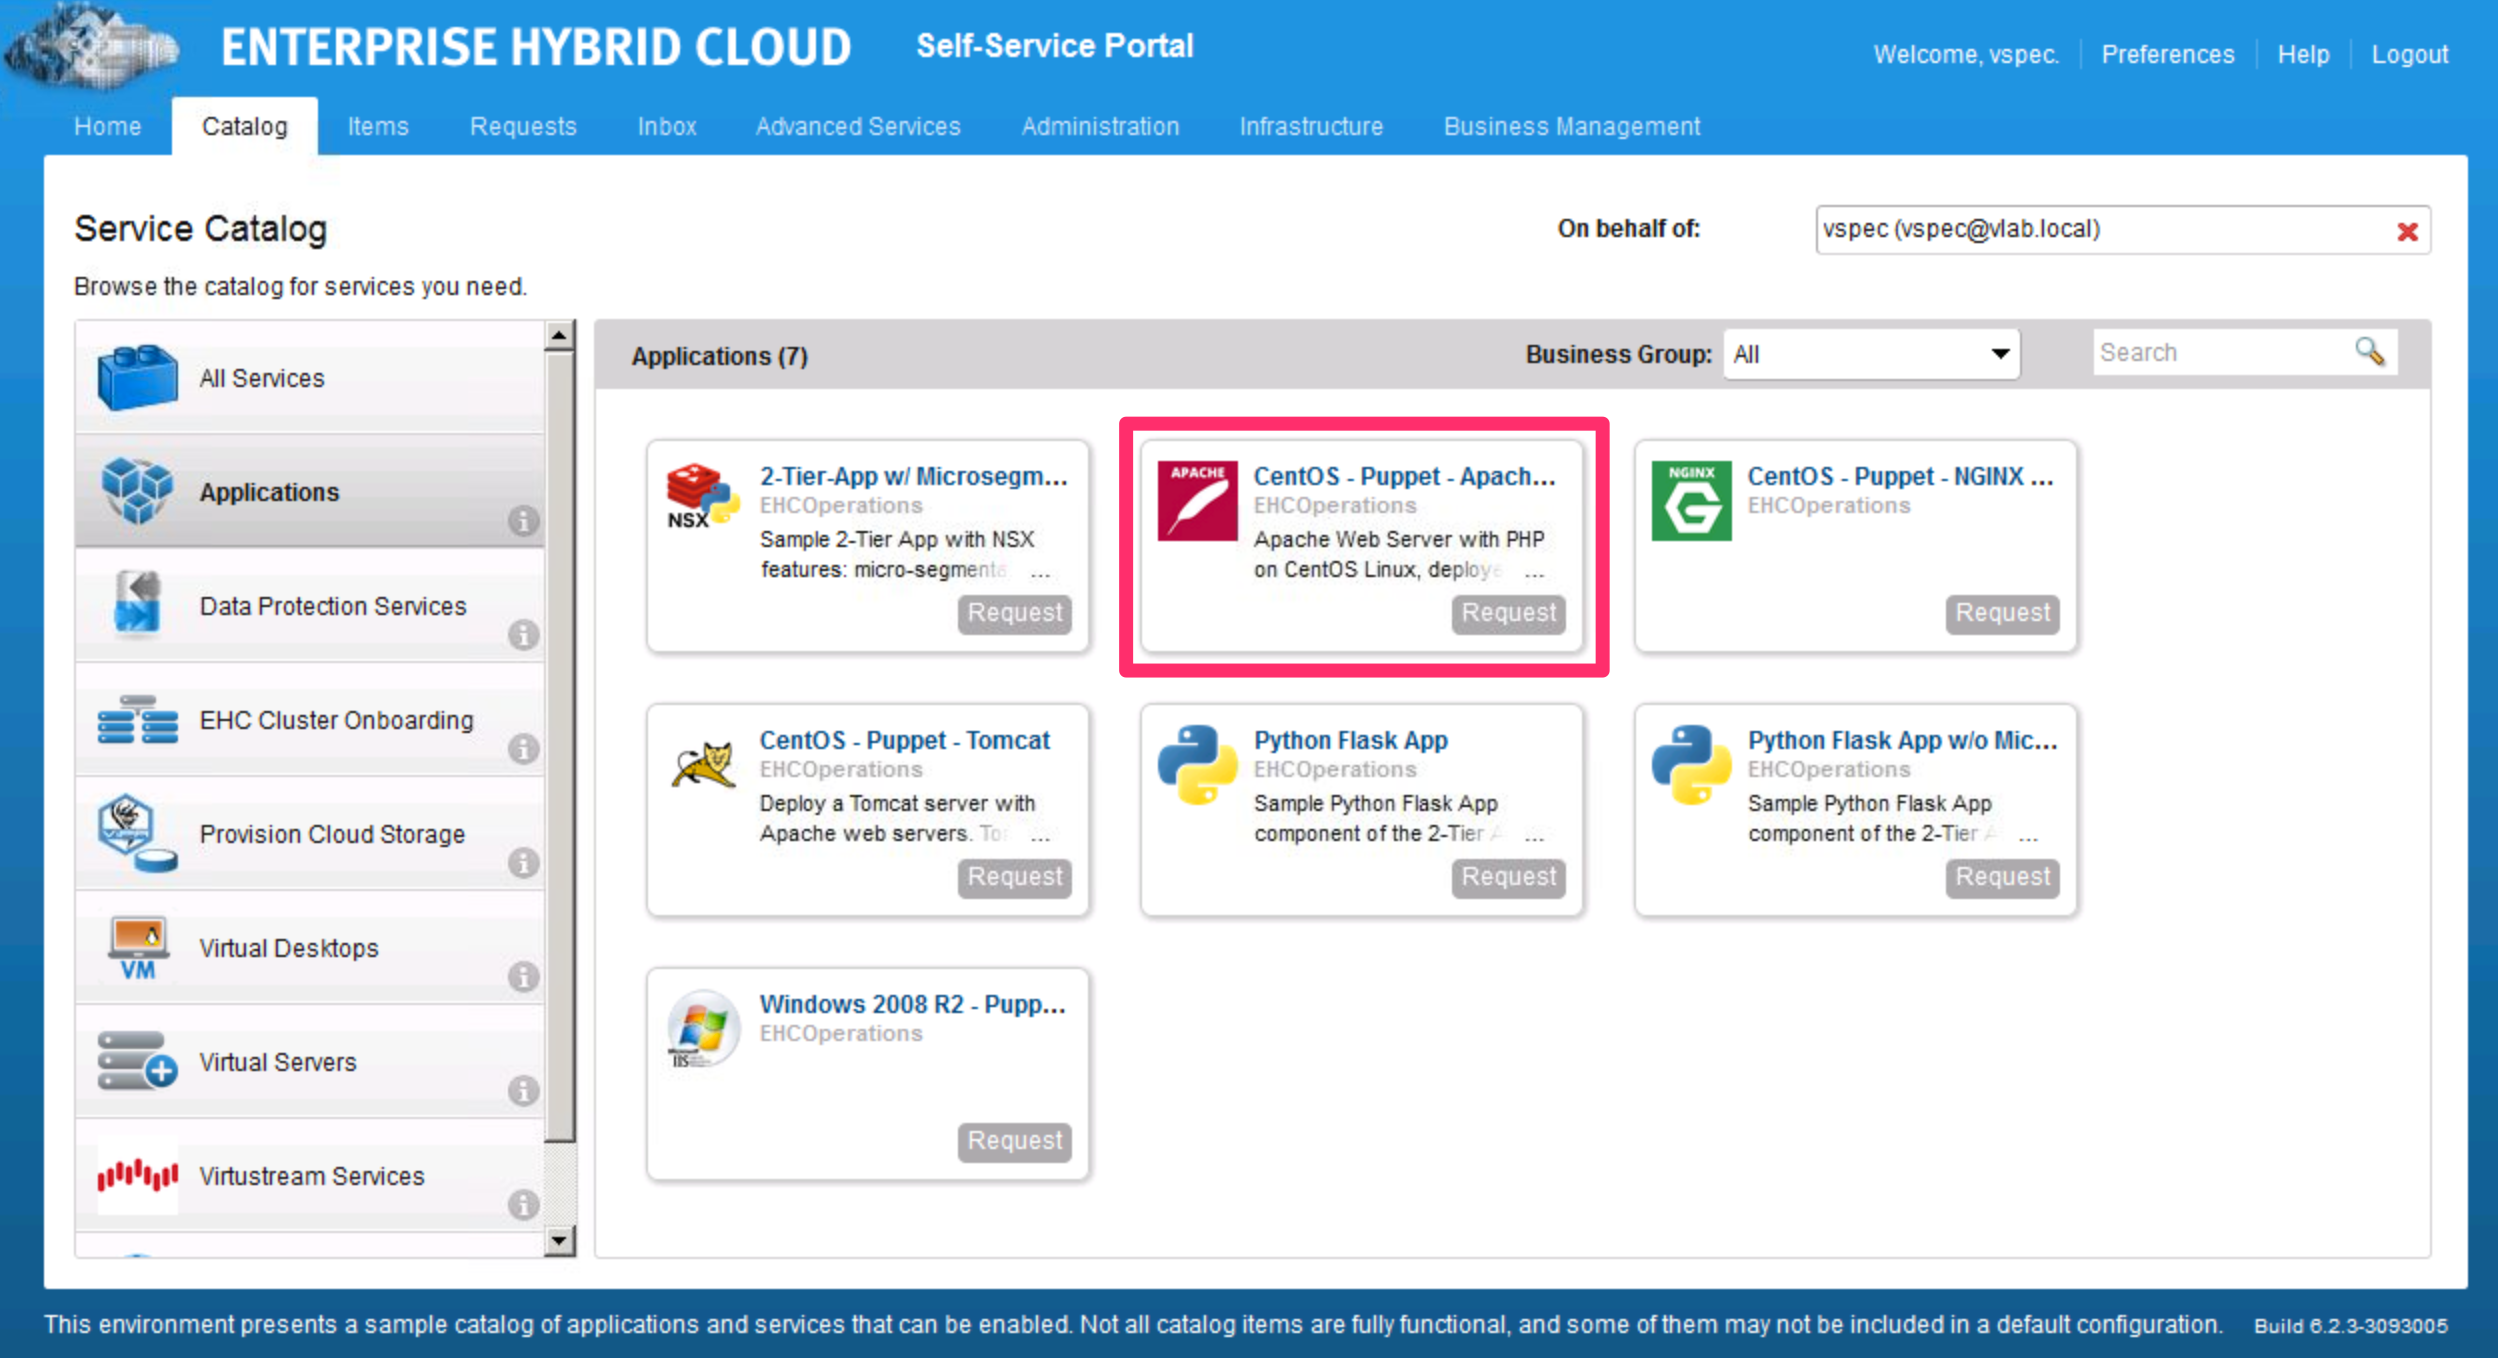 ENTERPRISE HYBRID CLOUD Self-Service Portal
Welcome, vspec. Preferences Help Logout
Home Catalog Items Requests Inbox Advanced Services Administration Infrastructure Business Management
Service Catalog
On behalf of: vspec (vspec@vlab.local)
Browse the catalog for services you need.
All Services
Applications
Data Protection Services
EHC Cluster Onboarding
Provision Cloud Storage
VM
Virtual Desktops
Virtual Servers
Virtustream Services
Applications (7)
Business Group: All
Search
NSX
2-Tier-App w/ Microsegm...
EHCOperations
Sample 2-Tier App with NSX
features: micro-segmenta ...
Request
APACHE
CentOS - Puppet - Apach...
EHCOperations
Apache Web Server with PHP
on CentOS Linux, deploye ...
Request
NGINX
G
CentOS - Puppet - NGINX ...
EHCOperations
Request
CentOS - Puppet - Tomcat
EHCOperations
Deploy a Tomcat server with
Apache web servers. To ...
Request
Python Flask App
EHCOperations
Sample Python Flask App
component of the 2-Tier A ...
Request
Python Flask App w/o Mic...
EHCOperations
Sample Python Flask App
component of the 2-Tier A ...
Request
IIS
Windows 2008 R2 - Pupp...
EHCOperations
Request
This environment presents a sample catalog of applications and services that can be enabled. Not all catalog items are fully functional, and some of them may not be included in a default configuration. Build 6.2.3-3093005